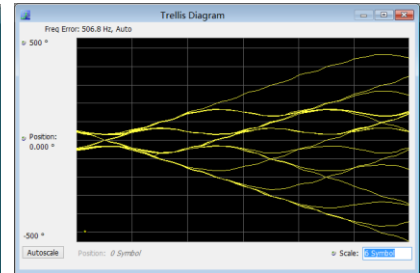 Trellis Diagram
Freq Error: 506.8 Hz, Auto
500 °
Position:
0.000 °
-500 °
Autoscale Position: 0 Symbol Scale: 6 Symbol